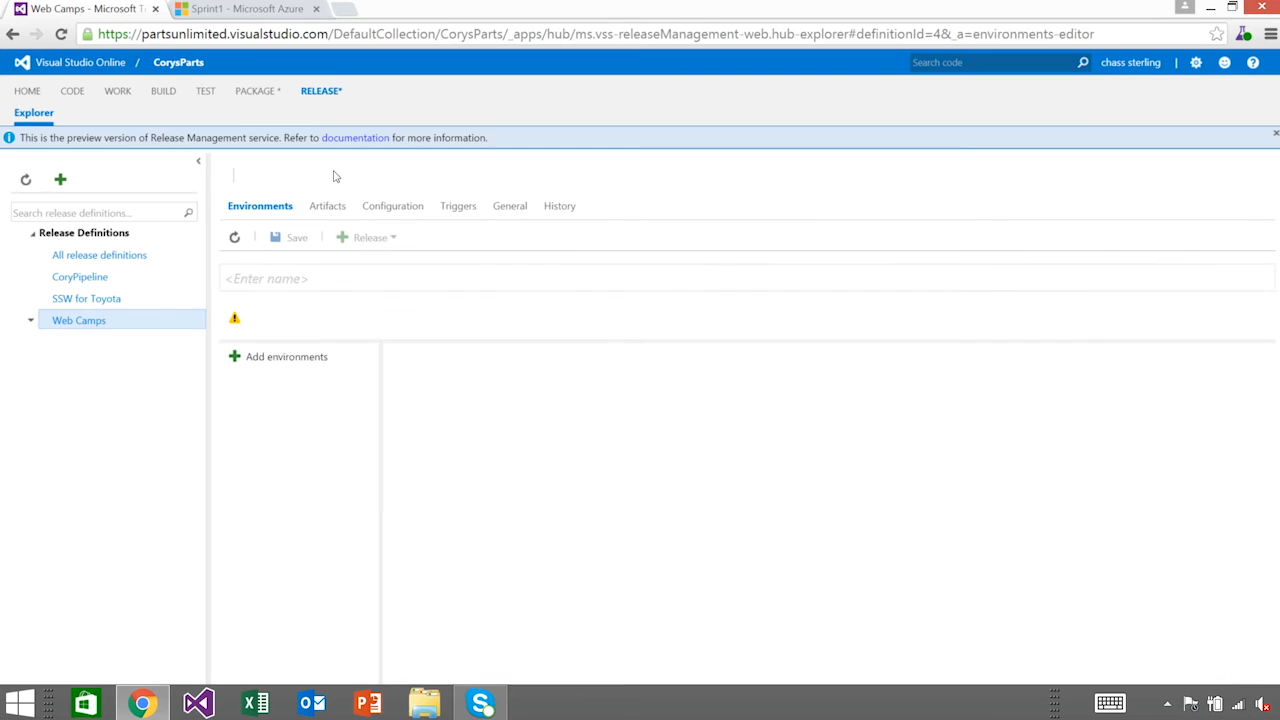 Web Camps - Microsoft T
Sprint1 - Microsoft Azure
https://partsunlimited.visualstudio.com/DefaultCollection/CorysParts/_apps/hub/ms.vss-releaseManagement-web.hub-explorer#definitionId=4&_a=environments-editor
Visual Studio Online / CorysParts
Search code
chass sterling
HOME CODE WORK BUILD TEST PACKAGE * RELEASE*
Explorer
This is the preview version of Release Management service. Refer to documentation for more information.
Search release definitions...
Release Definitions
All release definitions
CoryPipeline
SSW for Toyota
Web Camps
Environments Artifacts Configuration Triggers General History
Save Release
<Enter name>
Add environments